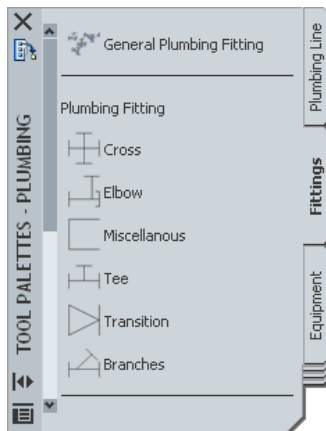 TOOL PALETTES - PLUMBING
General Plumbing Fitting
Plumbing Fitting
Cross
Elbow
Miscellanous
Tee
Transition
Branches
Plumbing Line
Fittings
Equipment